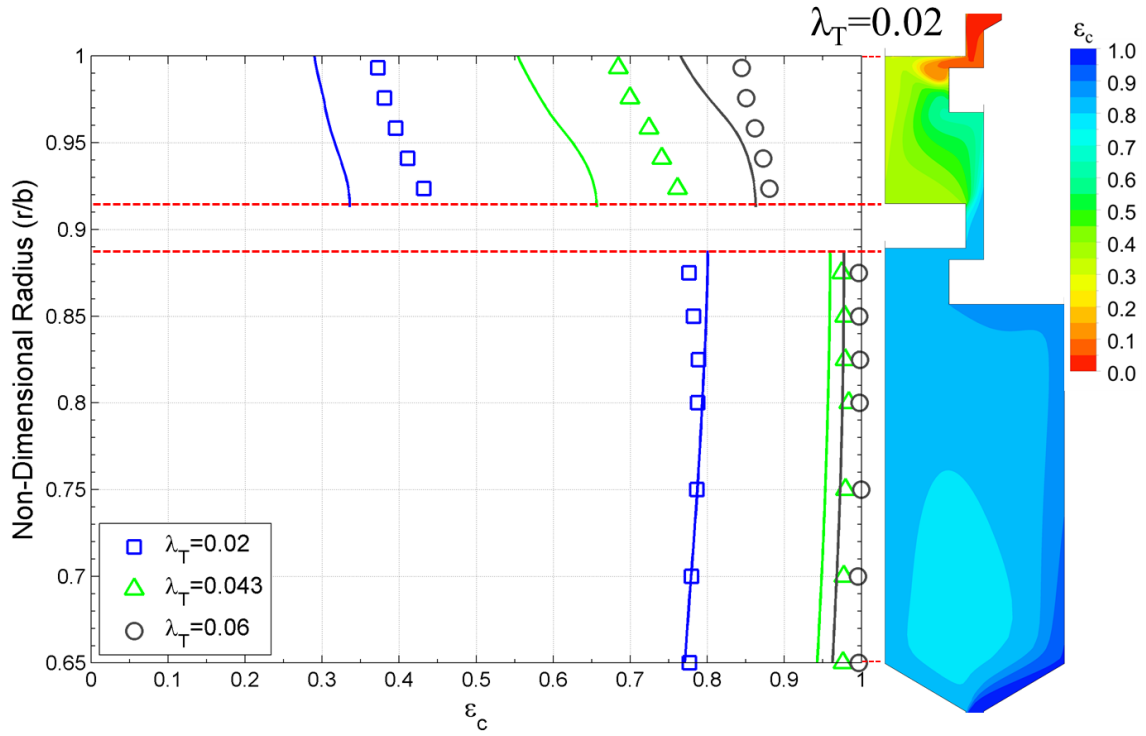 λT=0.02
εc
1.0
0.9
0.8
0.7
0.6
0.5
0.4
0.3
0.2
0.1
0.0
Non-Dimensional Radius (r/b)
1
0.95
0.9
0.85
0.8
0.75
0.7
0.65
λT=0.02
λT=0.043
λT=0.06
0 0.1 0.2 0.3 0.4 0.5 0.6 0.7 0.8 0.9 1
εc